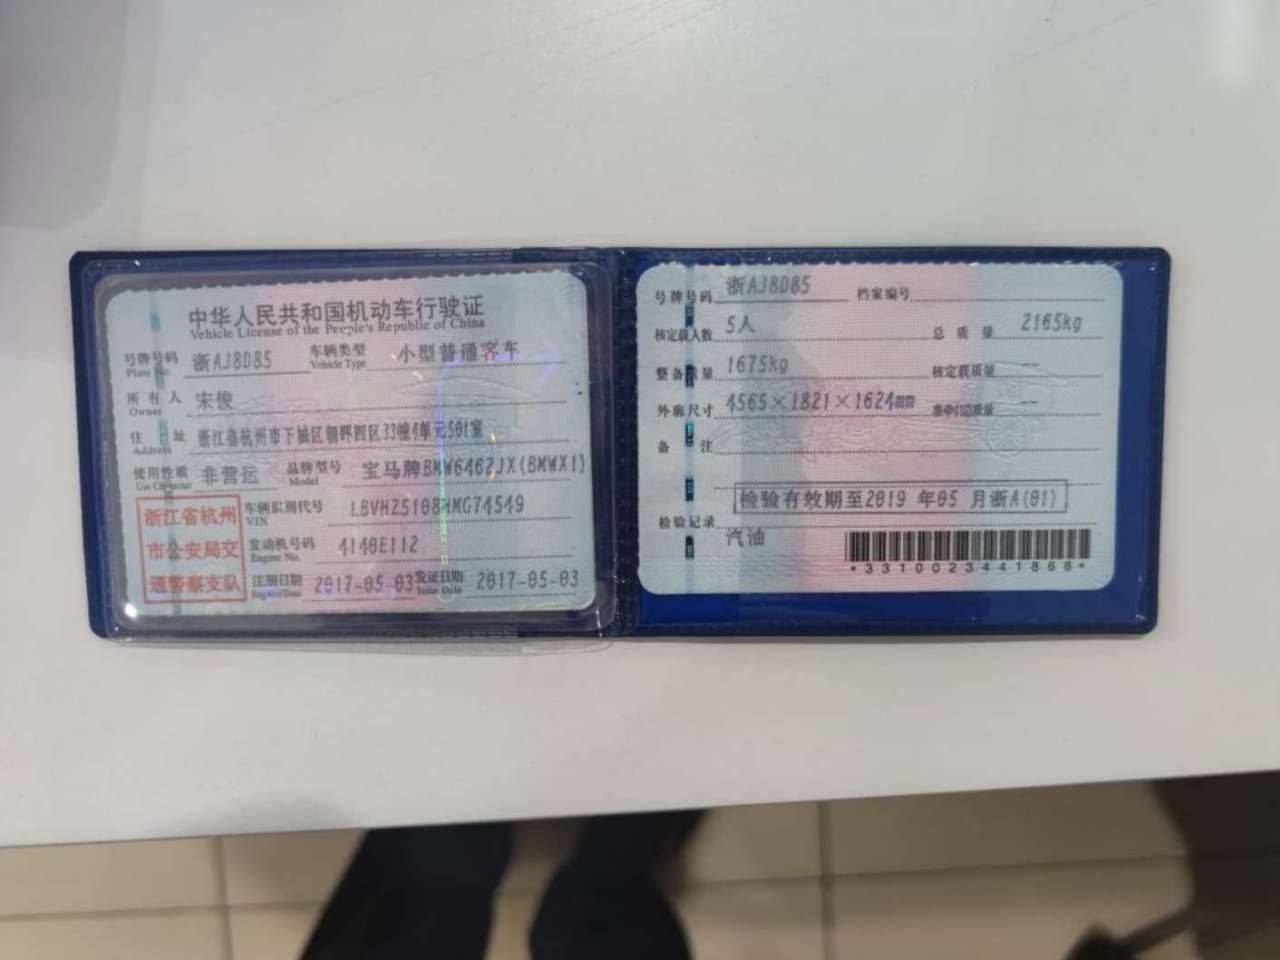 中华人民共和国机动车行驶证
Vehicle License of the People's Republic of China
号牌号码 浙AJ8D85 车辆类型 小型普通客车
Plate No. Vehicle Type
所有人 宋俊
Owner
住址 浙江省杭州市下城区朝晖四区33幢4单元501室
Address
使用性质 非营运 品牌型号 宝马牌BMW6462JX(BMWX1)
Use Character Model
浙江省杭州
市公安局交
通警察支队
车辆识别代号
VIN
发动机号码 4140E112
Engine No.
注册日期 2017-05-03 发证日期 2017-05-03
Register Date Issue Date
号牌号码 浙AJ8D85 档案编号
核定载人数 5人 总质量 2165kg
整备质量 1675kg 核定载质量 --
外廓尺寸 4565×1821×1624mm 准牵引总质量 --
备注
检验有效期至2019年05月浙A(01)
检验记录
汽油
*3310023441868*